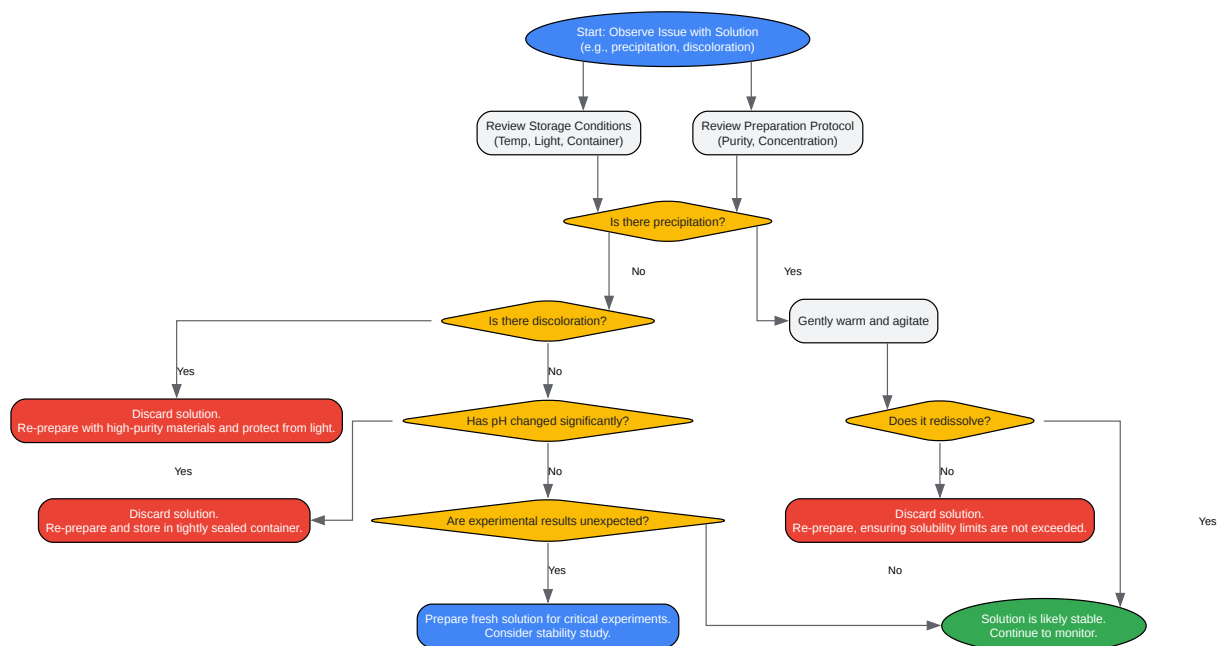 Start: Observe Issue with Solution
(e.g., precipitation, discoloration)
Review Storage Conditions
(Temp, Light, Container)
Review Preparation Protocol
(Purity, Concentration)
Is there precipitation?
No
Yes
Is there discoloration?
Gently warm and agitate
Yes
No
Discard solution.
Re-prepare with high-purity materials and protect from light.
Has pH changed significantly?
Does it redissolve?
Yes
No
No
Discard solution.
Re-prepare and store in tightly sealed container.
Are experimental results unexpected?
Discard solution.
Re-prepare, ensuring solubility limits are not exceeded.
Yes
Yes
No
Prepare fresh solution for critical experiments.
Consider stability study.
Solution is likely stable.
Continue to monitor.